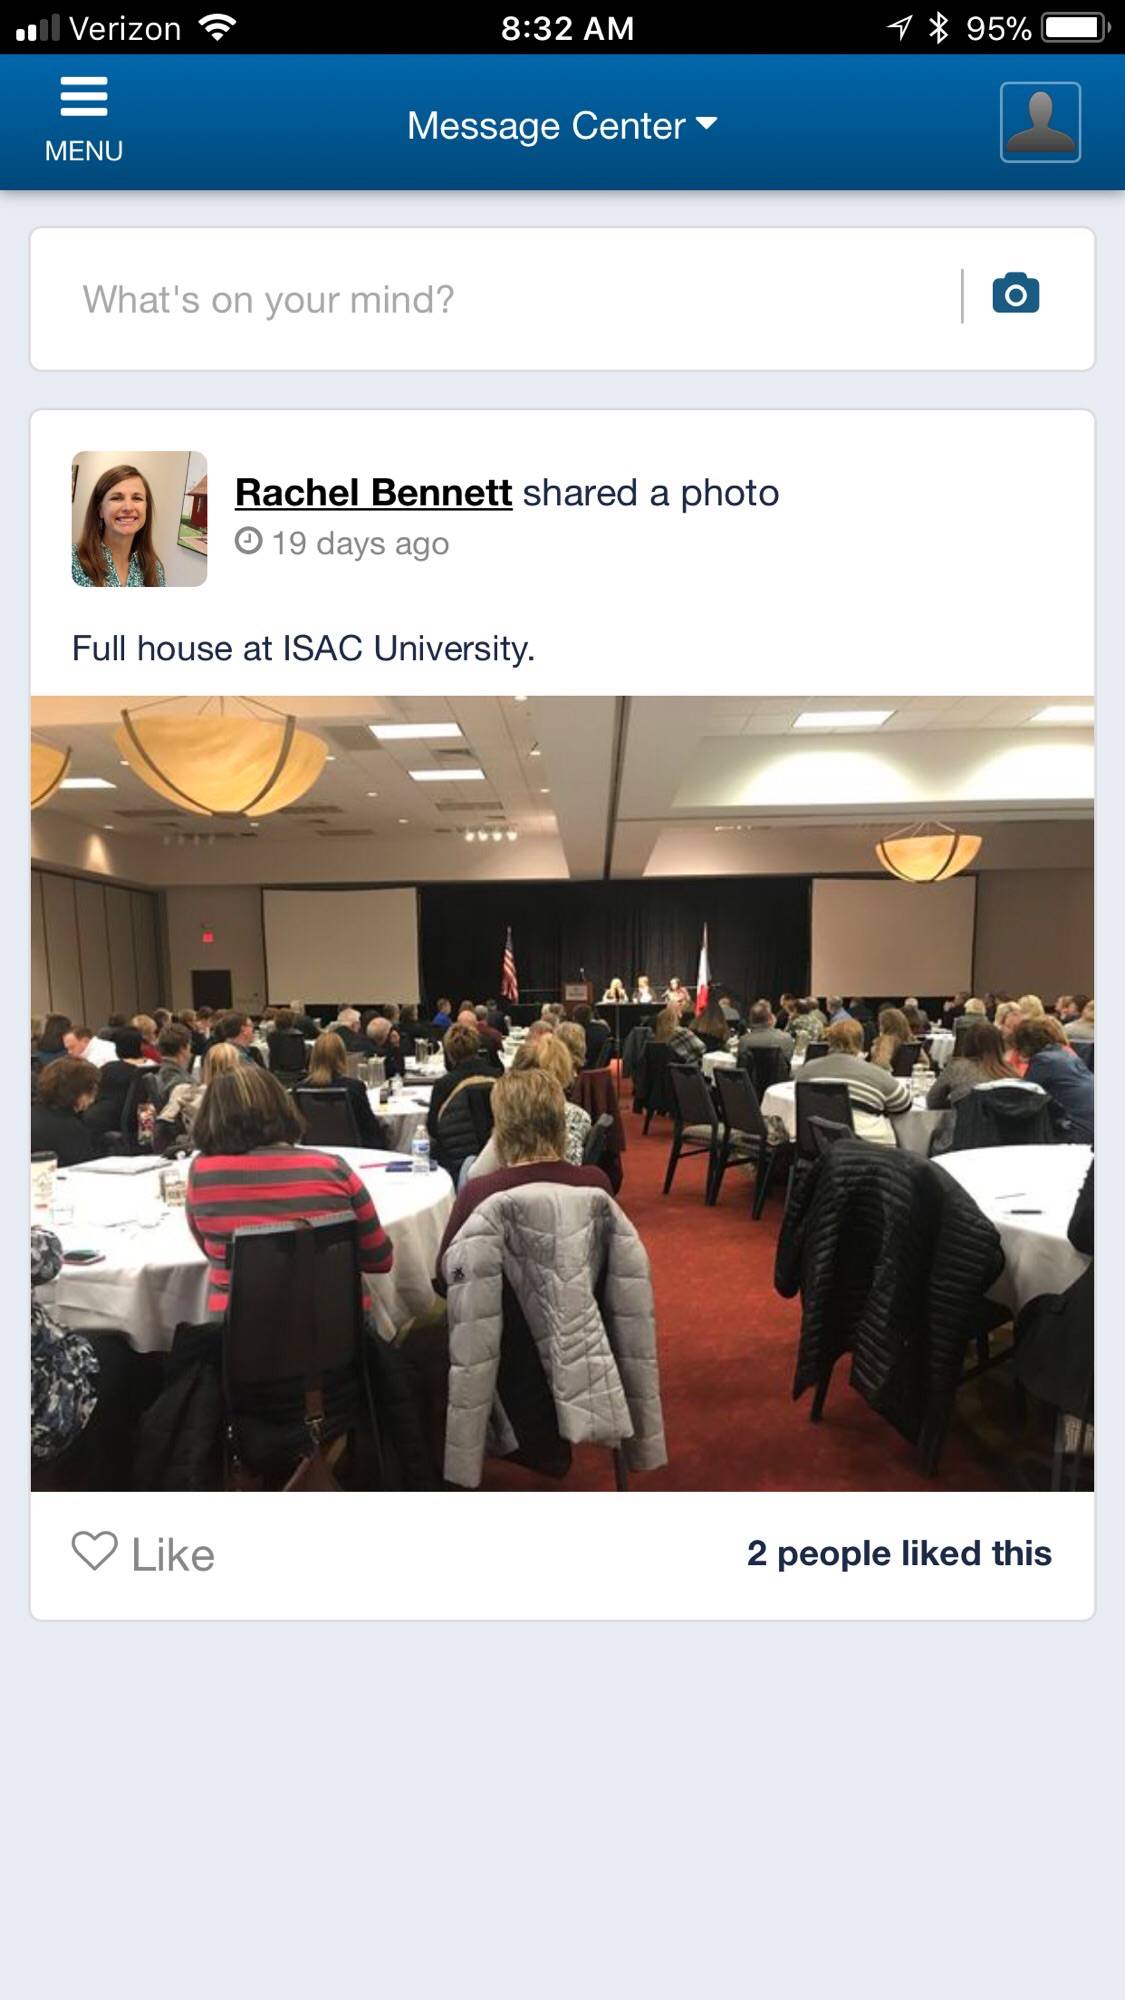 Verizon 8:32 AM 95%
MENU
Message Center
What's on your mind?
Rachel Bennett shared a photo
19 days ago
Full house at ISAC University.
Like
2 people liked this